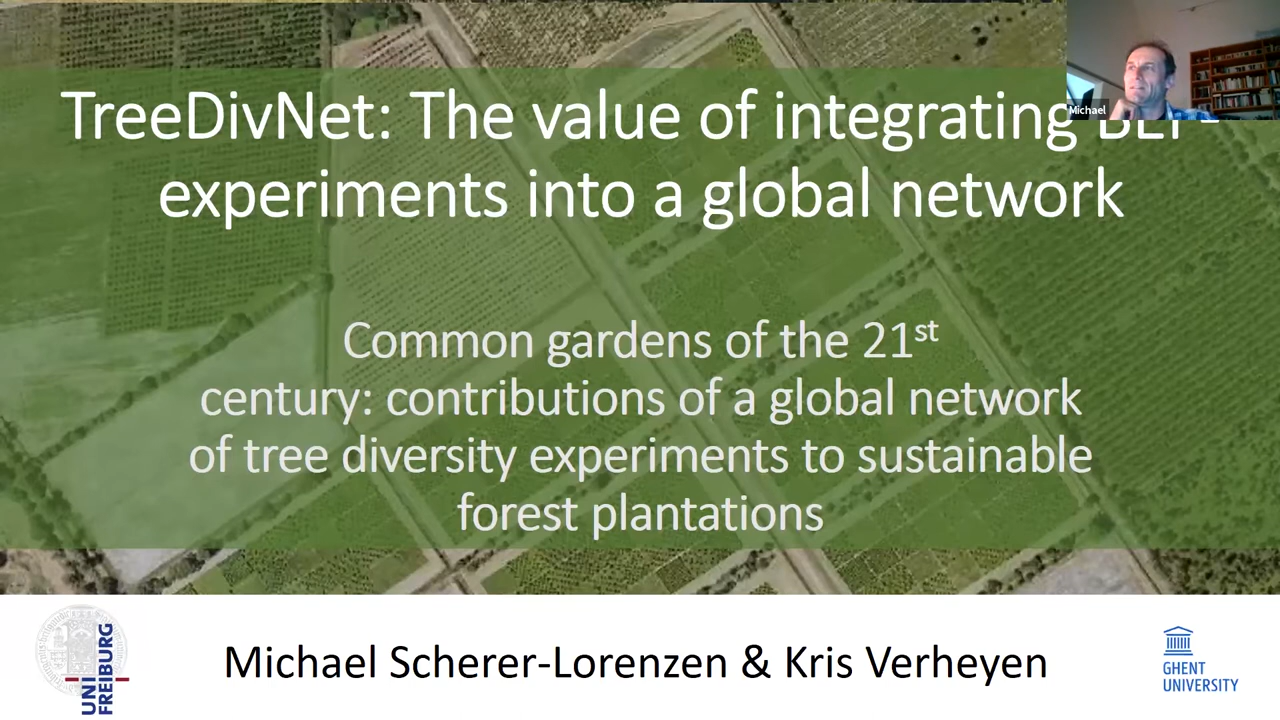 TreeDivNet: The value of integrating
experiments into a global network
Common gardens of the 21st
century: contributions of a global network
of tree diversity experiments to sustainable
forest plantations
Michael Scherer-Lorenzen & Kris Verheyen
UNI
FREIBURG
GHENT
UNIVERSITY
Michael